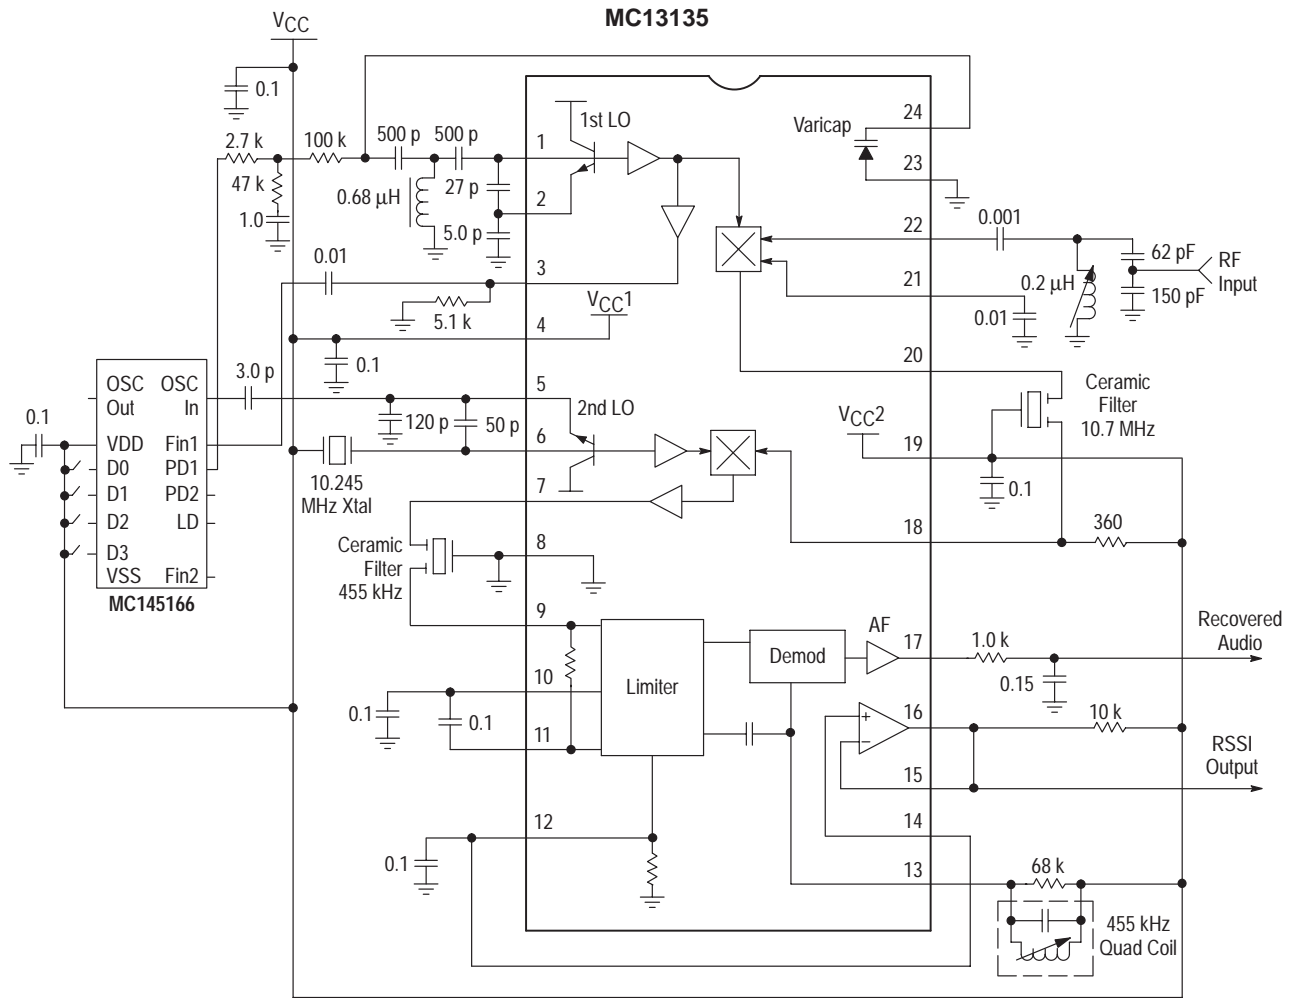 MC13135
VCC
0.1
2.7 k
100 k
500 p
500 p
47 k
1.0
0.68 µH
27 p
5.0 p
0.01
5.1 k
1
2
3
4
1st LO
VCC1
Varicap
24
23
22
21
20
0.001
62 pF
150 pF
RF
Input
0.2 µH
0.01
Ceramic
Filter
10.7 MHz
0.1
OSC
Out
OSC
In
VDD
Fin1
D0
PD1
D1
PD2
D2
LD
D3
VSS
Fin2
MC145166
3.0 p
0.1
120 p
50 p
10.245
MHz Xtal
5
6
7
8
2nd LO
VCC2
19
0.1
18
360
Ceramic
Filter
455 kHz
9
10
11
0.1
0.1
Limiter
Demod
AF
17
1.0 k
0.15
Recovered
Audio
+
–
16
15
14
13
10 k
RSSI
Output
12
0.1
68 k
455 kHz
Quad Coil